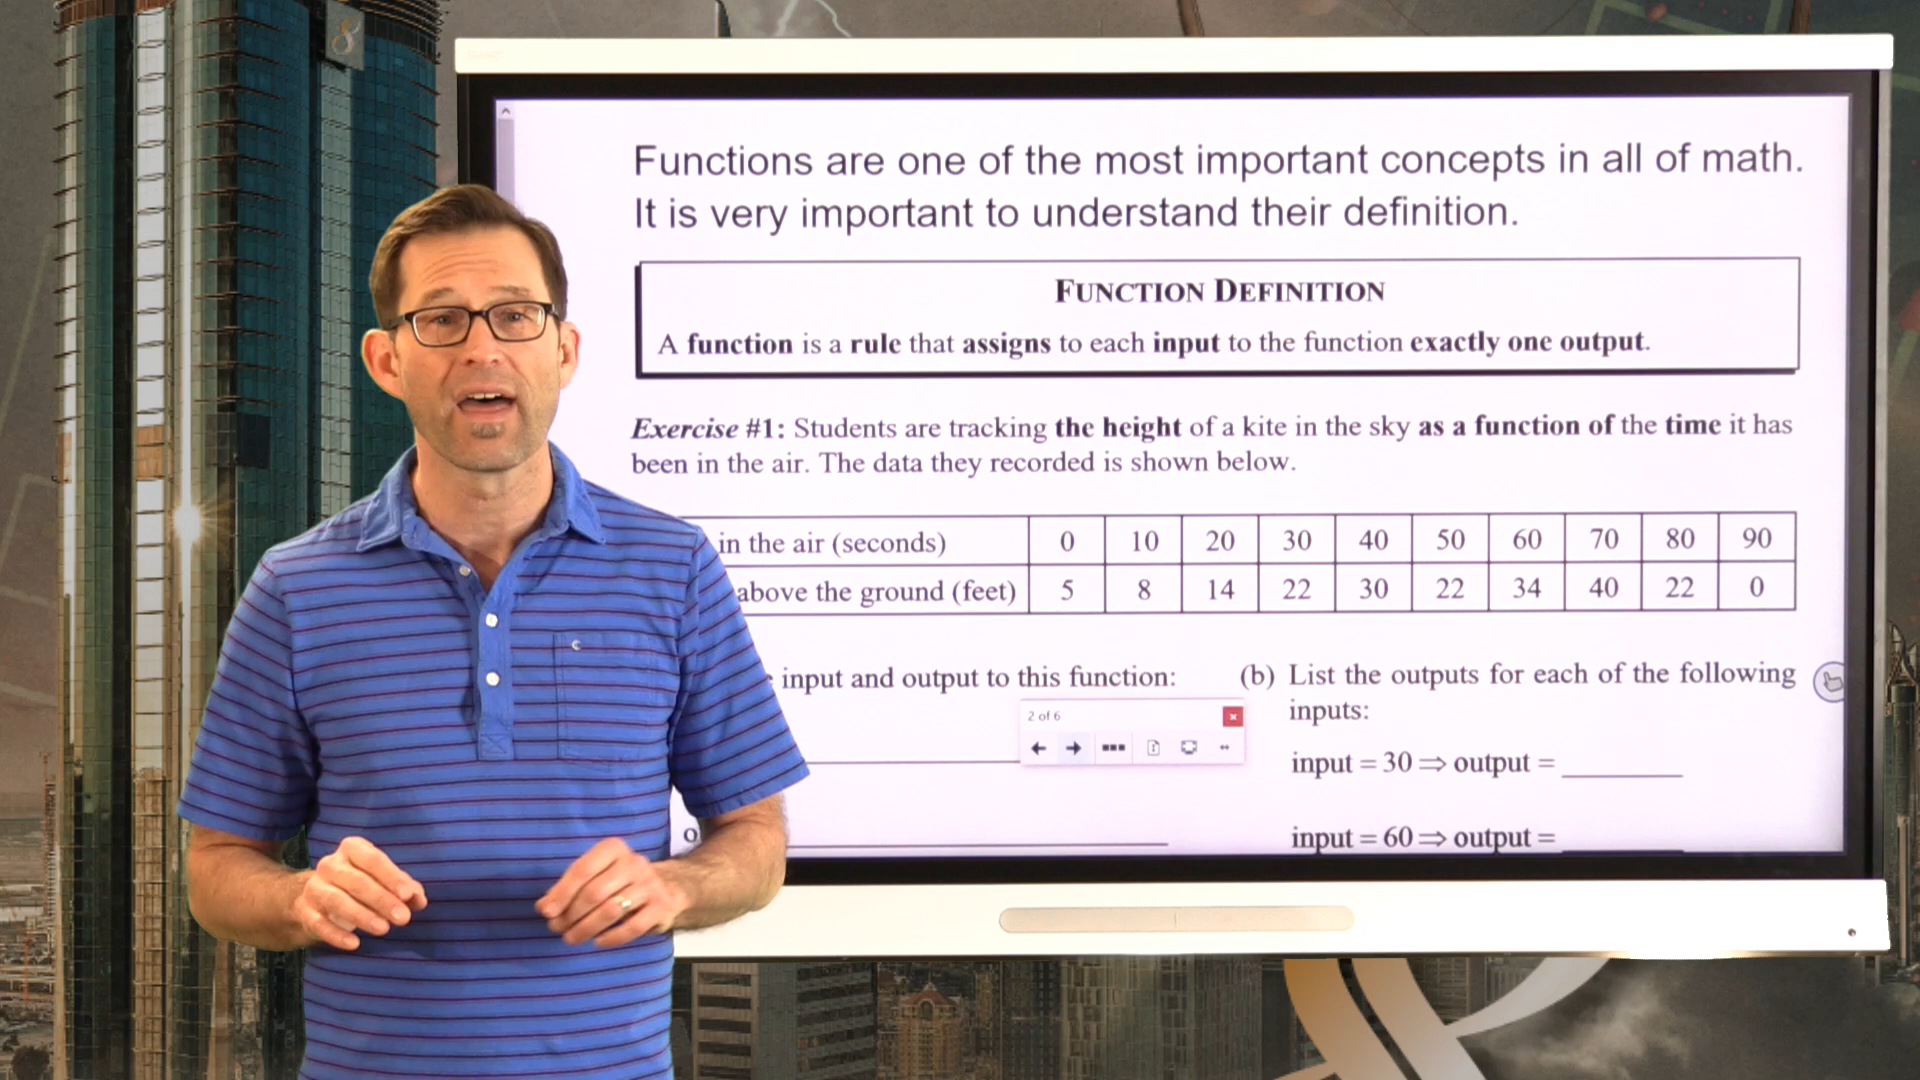 Functions are one of the most important concepts in all of math.
It is very important to understand their definition.
FUNCTION DEFINITION
A function is a rule that assigns to each input to the function exactly one output.
Exercise #1: Students are tracking the height of a kite in the sky as a function of the time it has
been in the air. The data they recorded is shown below.
in the air (seconds) 0 10 20 30 40 50 60 70 80 90
above the ground (feet) 5 8 14 22 30 22 34 40 22 0
input and output to this function:
(b) List the outputs for each of the following
inputs:
2 of 6
input = 30 ⇒ output = ______
input = 60 ⇒ output = ______